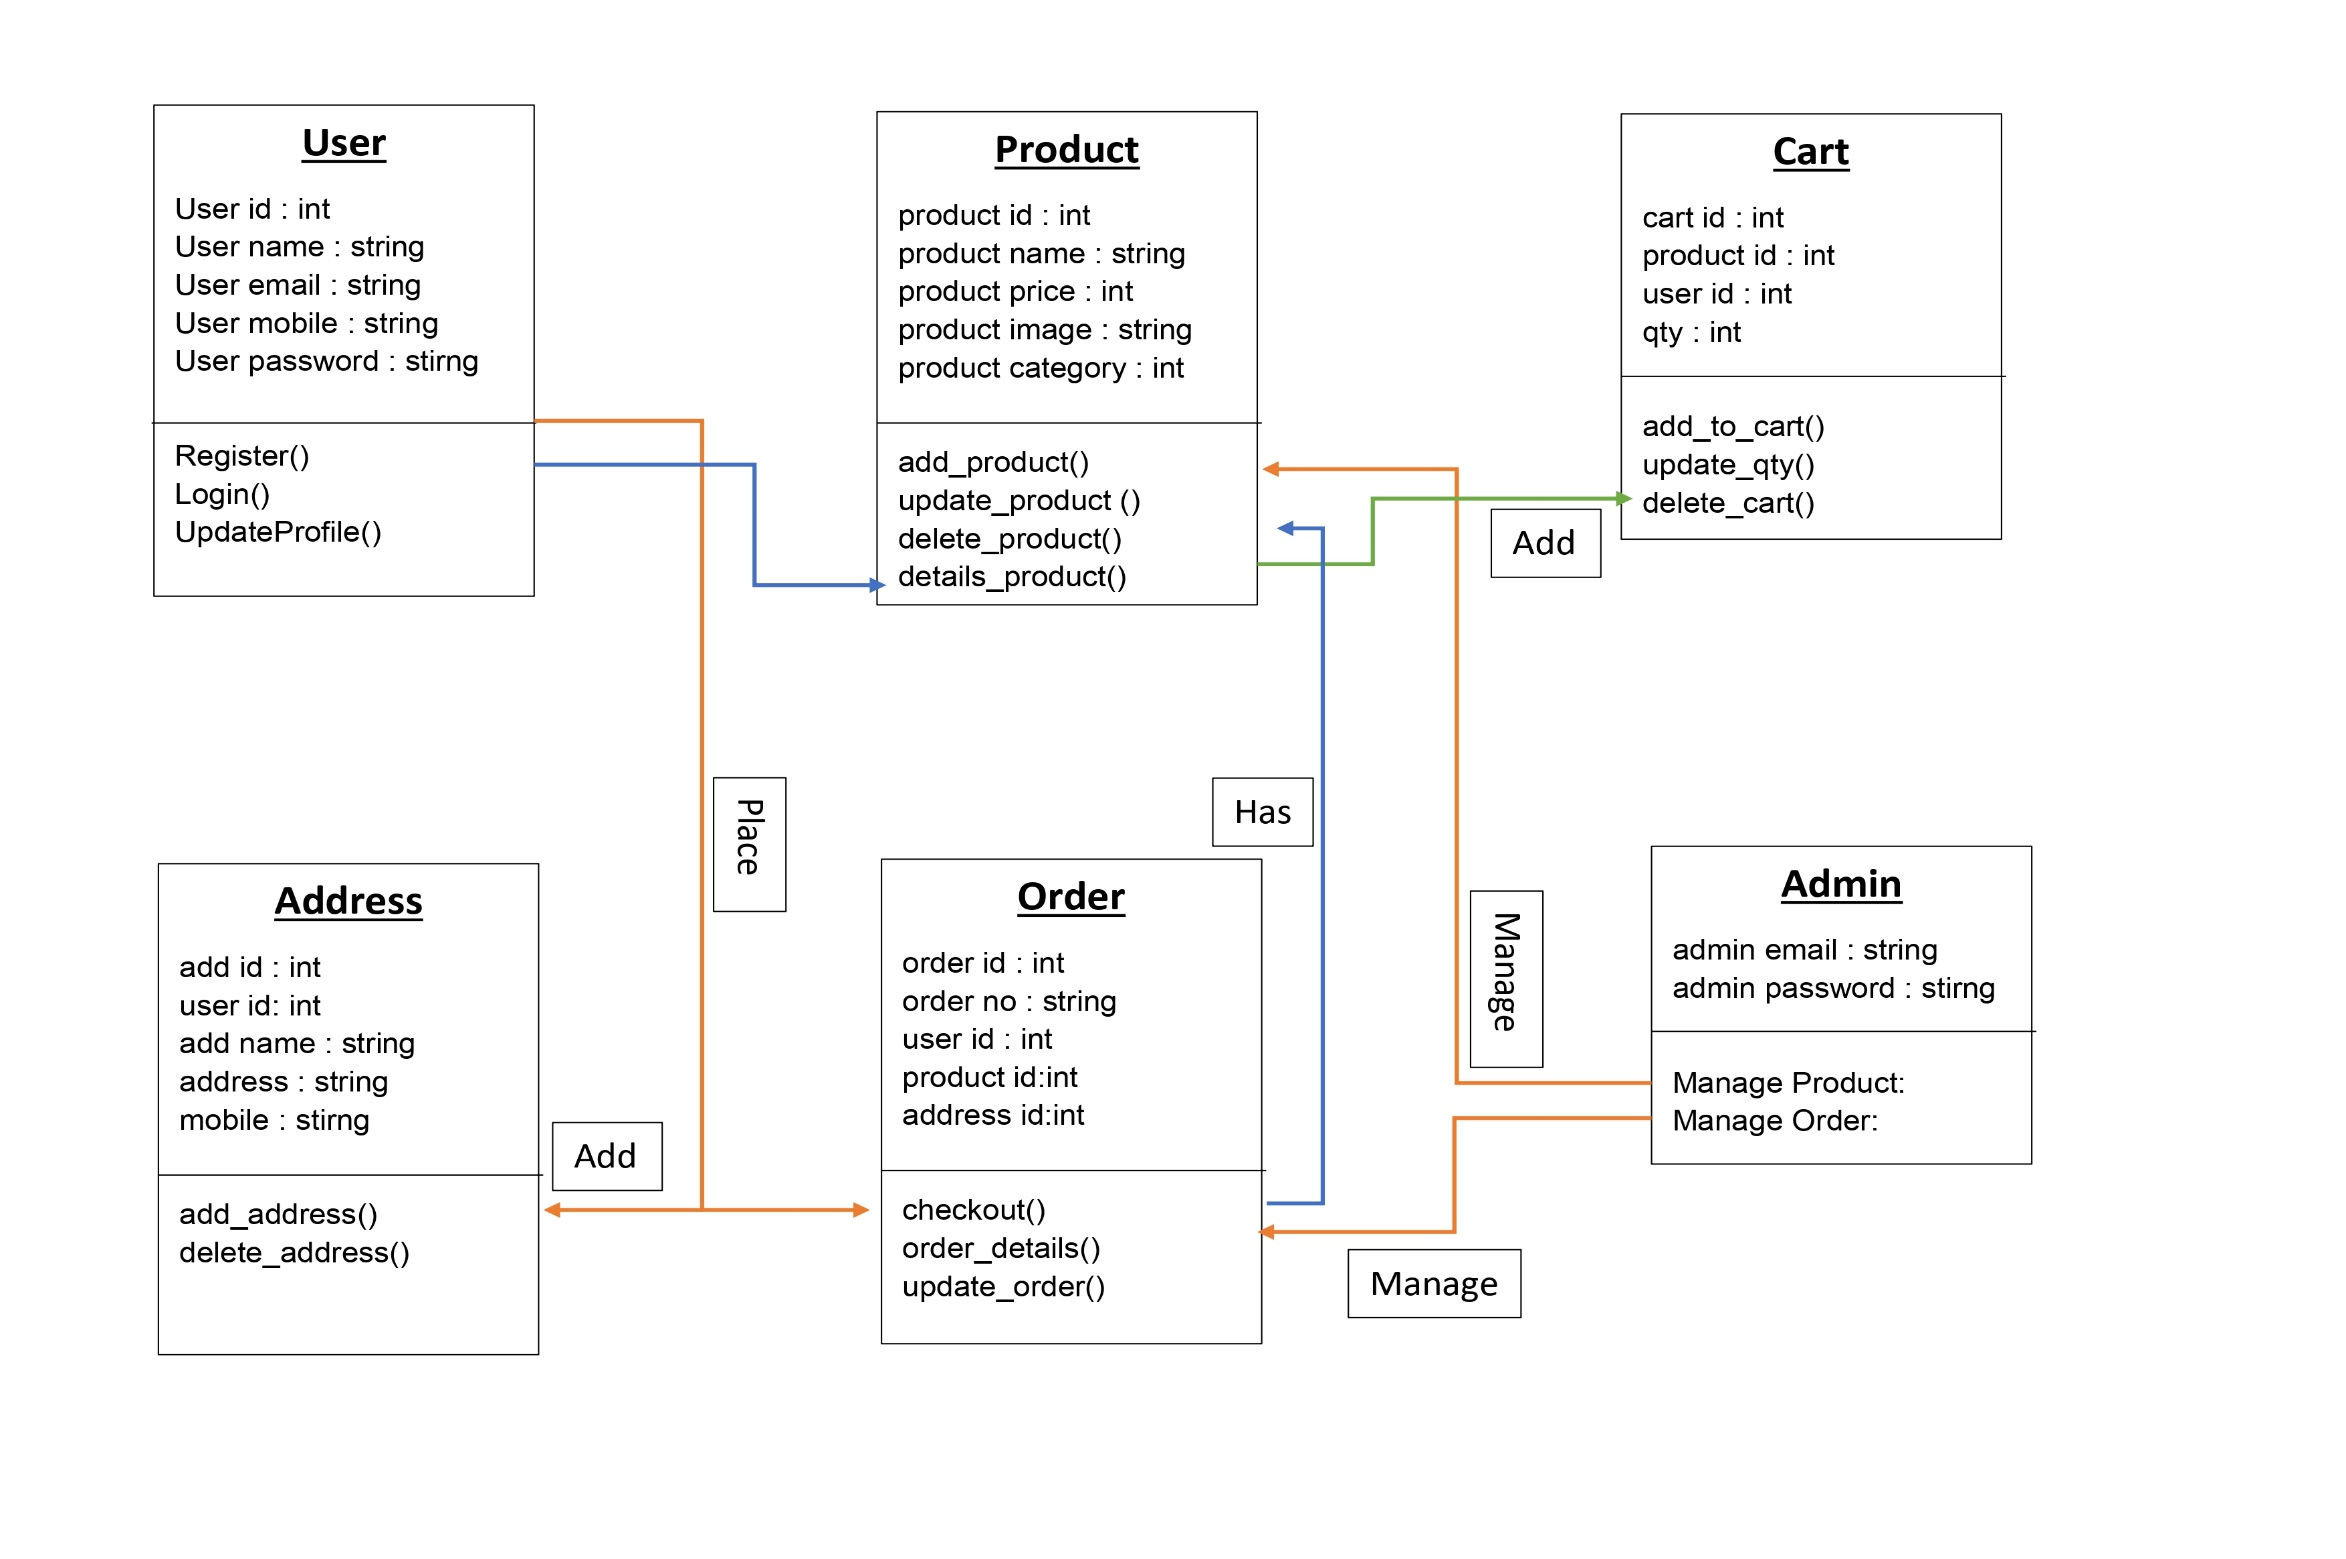 User
User id : int
User name : string
User email : string
User mobile : string
User password : stirng
Register()
Login()
UpdateProfile()
Product
product id : int
product name : string
product price : int
product image : string
product category : int
add_product()
update_product ()
delete_product()
details_product()
Cart
cart id : int
product id : int
user id : int
qty : int
add_to_cart()
update_qty()
delete_cart()
Add
Place
Has
Manage
Address
add id : int
user id: int
add name : string
address : string
mobile : stirng
add_address()
delete_address()
Add
Order
order id : int
order no : string
user id : int
product id:int
address id:int
checkout()
order_details()
update_order()
Admin
admin email : string
admin password : stirng
Manage Product:
Manage Order:
Manage